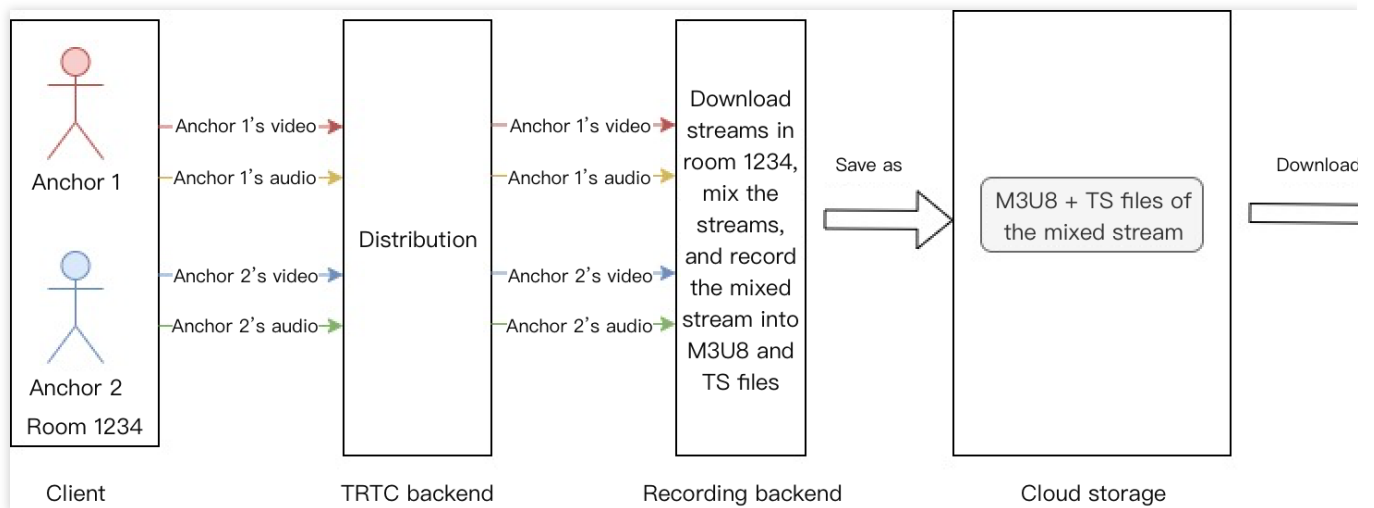 Anchor 1
Anchor 2
Room 1234
Client
Anchor 1's video
Anchor 1's audio
Anchor 2's video
Anchor 2's audio
Distribution
TRTC backend
Anchor 1's video
Anchor 1's audio
Anchor 2's video
Anchor 2's audio
Download
streams in
room 1234,
mix the
streams,
and record
the mixed
stream into
M3U8 and
TS files
Recording backend
Save as
M3U8 + TS files of
the mixed stream
Cloud storage
Download